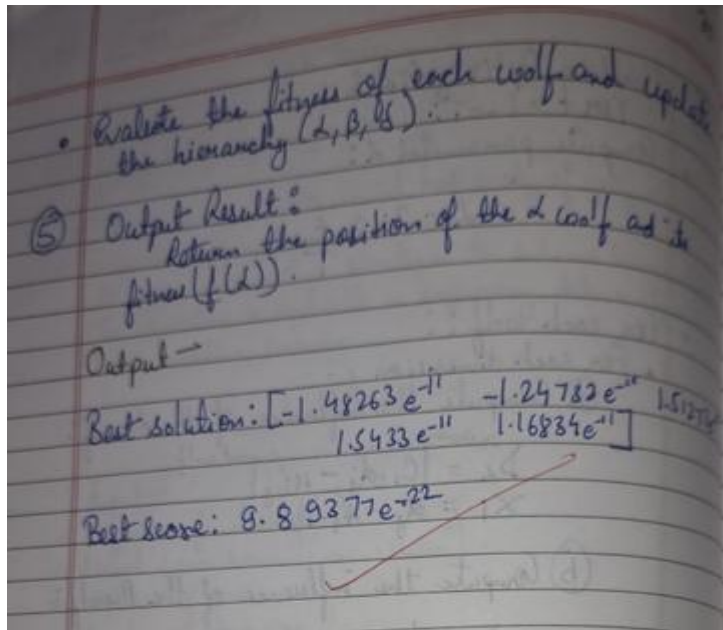 • Evaluate the fitness of each wolf and update
the hierarchy (α, β, δ).
⑤ Output Result:
Return the position of the α wolf ad its
fitness (f(α)).
Output →
Best solution: [-1.48263e⁻¹¹ -1.24782e⁻¹¹
1.5433e⁻¹¹ 1.16834e⁻¹¹]
Best Score: 9.89377e⁻²²